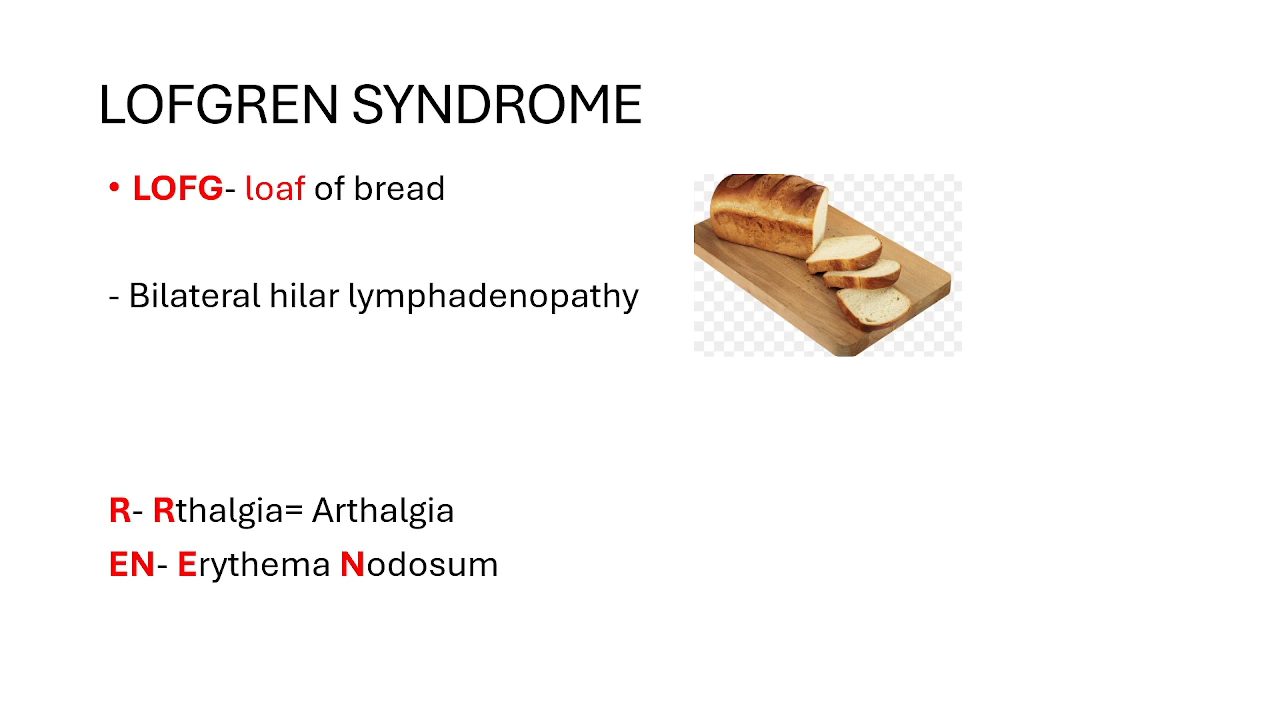 LOFGREN SYNDROME
• LOFG- loaf of bread
- Bilateral hilar lymphadenopathy
R- Rthalgia= Arthalgia
EN- Erythema Nodosum